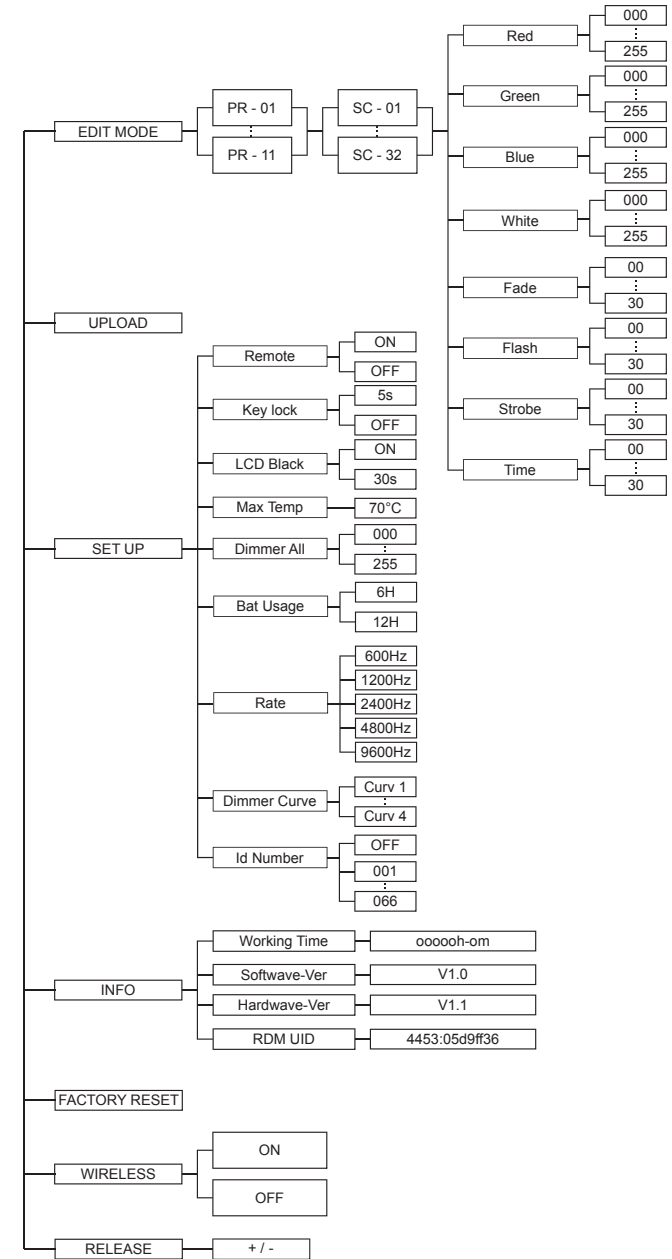 EDIT MODE
PR - 01
PR - 11
SC - 01
SC - 32
Red
000
255
Green
000
255
Blue
000
255
White
000
255
Fade
00
30
Flash
00
30
Strobe
00
30
Time
00
30
UPLOAD
SET UP
Remote
ON
OFF
Key lock
5s
OFF
LCD Black
ON
30s
Max Temp
70°C
Dimmer All
000
255
Bat Usage
6H
12H
Rate
600Hz
1200Hz
2400Hz
4800Hz
9600Hz
Dimmer Curve
Curv 1
Curv 4
Id Number
OFF
001
066
INFO
Working Time
oooooh-om
Softwave-Ver
V1.0
Hardwave-Ver
V1.1
RDM UID
4453:05d9ff36
FACTORY RESET
WIRELESS
ON
OFF
RELEASE
+ / -